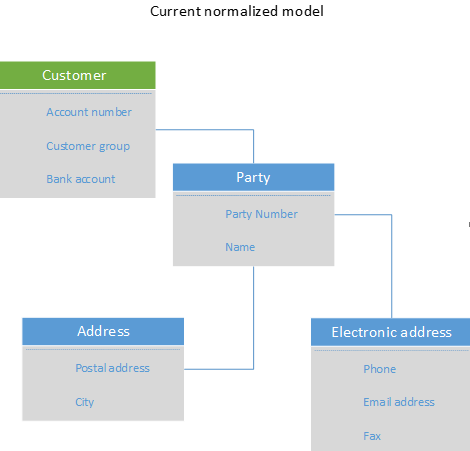 Current normalized model
Customer
Account number
Customer group
Bank account
Party
Party Number
Name
Address
Postal address
City
Electronic address
Phone
Email address
Fax